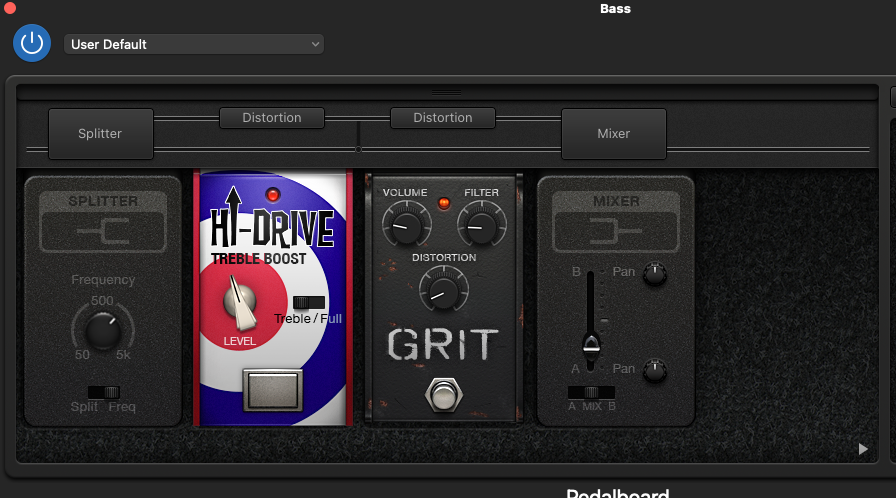 Bass
User Default
Splitter
Distortion
Distortion
Mixer
SPLITTER
Frequency
500
50 5k
Split Freq
HI-DRIVE
TREBLE BOOST
Treble / Full
LEVEL
VOLUME FILTER
DISTORTION
GRIT
MIXER
B Pan
A Pan
A MIX B
Pedalboard